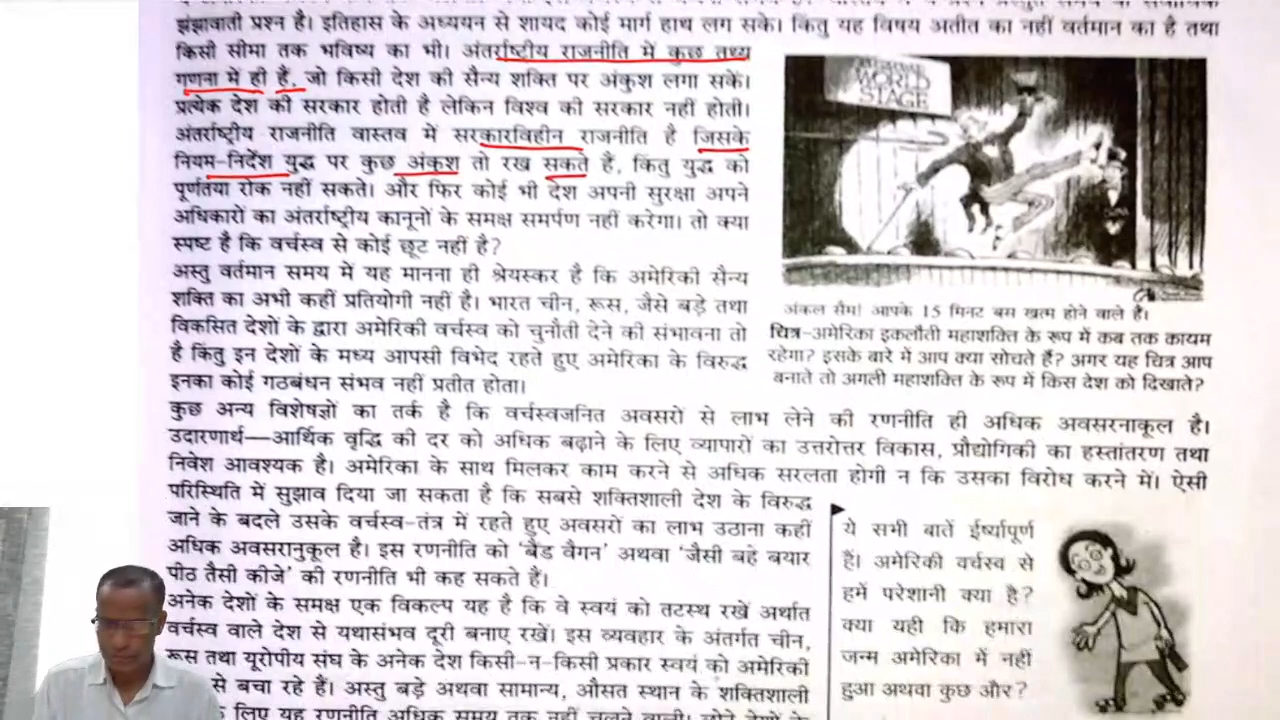 झंझावाती प्रश्न है। इतिहास के अध्ययन से शायद कोई मार्ग हाथ लग सके। किंतु यह विषय अतीत का नहीं वर्तमान का है तथा
किसी सीमा तक भविष्य का भी। अंतर्राष्ट्रीय राजनीति में कुछ तथ्य
गणना में ही हैं, जो किसी देश की सैन्य शक्ति पर अंकुश लगा सकें।
प्रत्येक देश की सरकार होती है लेकिन विश्व की सरकार नहीं होती।
अंतर्राष्ट्रीय राजनीति वास्तव में सरकारविहीन राजनीति है जिसके
नियम-निर्देश युद्ध पर कुछ अंकुश तो रख सकते हैं, किंतु युद्ध को
पूर्णतया रोक नहीं सकते। और फिर कोई भी देश अपनी सुरक्षा अपने
अधिकारों का अंतर्राष्ट्रीय कानूनों के समक्ष समर्पण नहीं करेगा। तो क्या
स्पष्ट है कि वर्चस्व से कोई छूट नहीं है?
अस्तु वर्तमान समय में यह मानना ही श्रेयस्कर है कि अमेरिकी सैन्य
शक्ति का अभी कहीं प्रतियोगी नहीं है। भारत चीन, रूस, जैसे बड़े तथा
विकसित देशों के द्वारा अमेरिकी वर्चस्व को चुनौती देने की संभावना तो
है किंतु इन देशों के मध्य आपसी विभेद रहते हुए अमेरिका के विरुद्ध
इनका कोई गठबंधन संभव नहीं प्रतीत होता।
WORLD
STAGE
अंकल सैम! आपके 15 मिनट बस खत्म होने वाले हैं।
चित्र-अमेरिका इकलौती महाशक्ति के रूप में कब तक कायम
रहेगा? इसके बारे में आप क्या सोचते हैं? अगर यह चित्र आप
बनाते तो अगली महाशक्ति के रूप में किस देश को दिखाते?
कुछ अन्य विशेषज्ञों का तर्क है कि वर्चस्वजनित अवसरों से लाभ लेने की रणनीति ही अधिक अवसरनाकूल है।
उदारणार्थ—आर्थिक वृद्धि की दर को अधिक बढ़ाने के लिए व्यापारों का उत्तरोत्तर विकास, प्रौद्योगिकी का हस्तांतरण तथा
निवेश आवश्यक है। अमेरिका के साथ मिलकर काम करने से अधिक सरलता होगी न कि उसका विरोध करने में। ऐसी
परिस्थिति में सुझाव दिया जा सकता है कि सबसे शक्तिशाली देश के विरुद्ध
जाने के बदले उसके वर्चस्व-तंत्र में रहते हुए अवसरों का लाभ उठाना कहीं
अधिक अवसरानुकूल है। इस रणनीति को 'बैंड वैगन' अथवा 'जैसी बहे बयार
पीठ तैसी कीजे' की रणनीति भी कह सकते हैं।
अनेक देशों के समक्ष एक विकल्प यह है कि वे स्वयं को तटस्थ रखें अर्थात
वर्चस्व वाले देश से यथासंभव दूरी बनाए रखें। इस व्यवहार के अंतर्गत चीन,
रूस तथा यूरोपीय संघ के अनेक देश किसी-न-किसी प्रकार स्वयं को अमेरिकी
से बचा रहे हैं। अस्तु बड़े अथवा सामान्य, औसत स्थान के शक्तिशाली
लिए यह रणनीति अधिक समय तक नहीं चलने वाली।
ये सभी बातें ईर्ष्यापूर्ण
हैं। अमेरिकी वर्चस्व से
हमें परेशानी क्या है?
क्या यही कि हमारा
जन्म अमेरिका में नहीं
हुआ अथवा कुछ और?